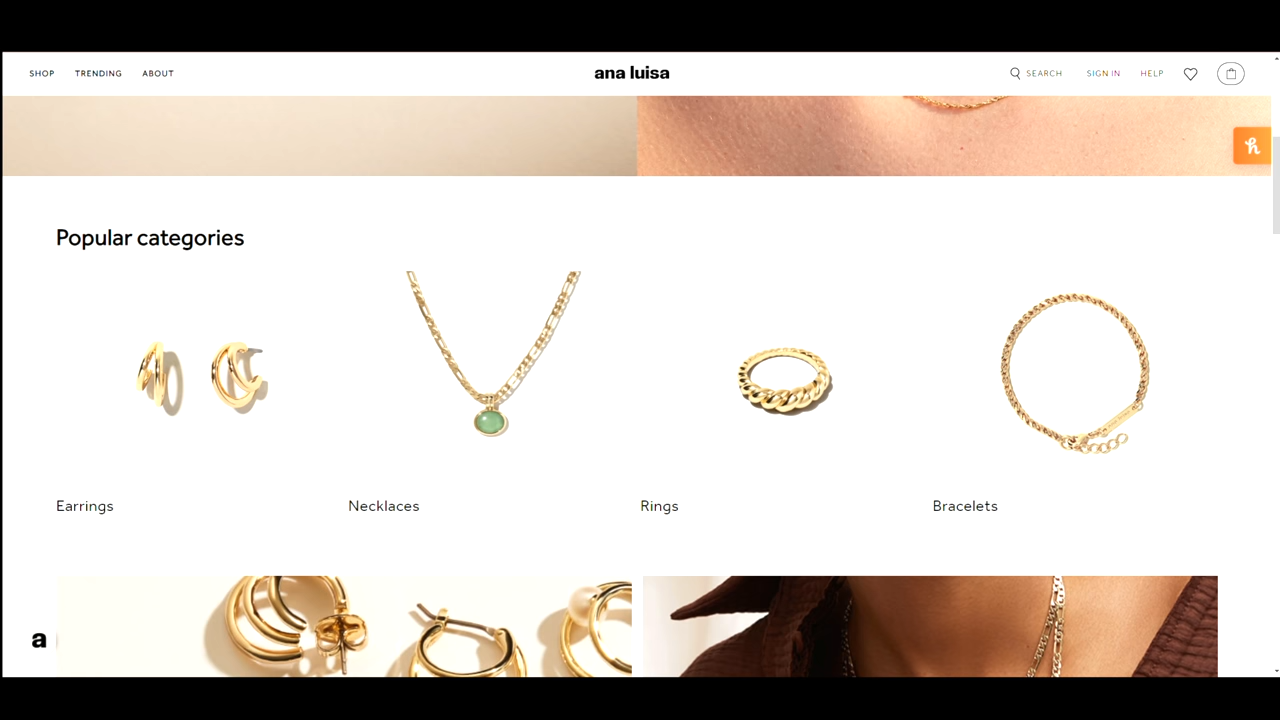 SHOP TRENDING ABOUT ana luisa SEARCH SIGN IN HELP
h
Popular categories
Earrings Necklaces Rings Bracelets
a